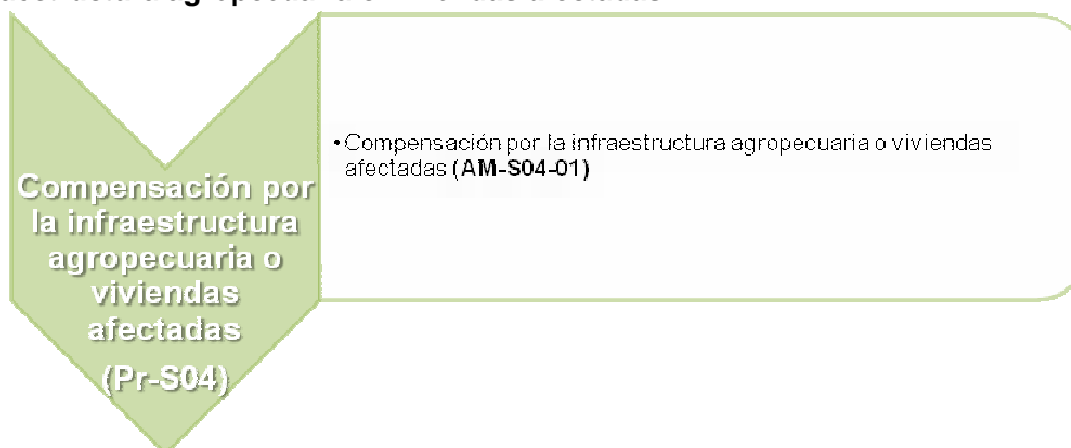 Compensación por
la infraestructura
agropecuaria o
viviendas
afectadas
(Pr-S04)
•Compensación por la infraestructura agropecuaria o viviendas
afectadas (AM-S04-01)